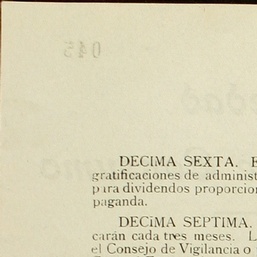 045
DECIMA SEXTA. E
gratificaciones de administ
para dividendos proporcion
paganda.
DECIMA SEPTIMA.
carán cada tres meses. L
el Consejo de Vigilancia o